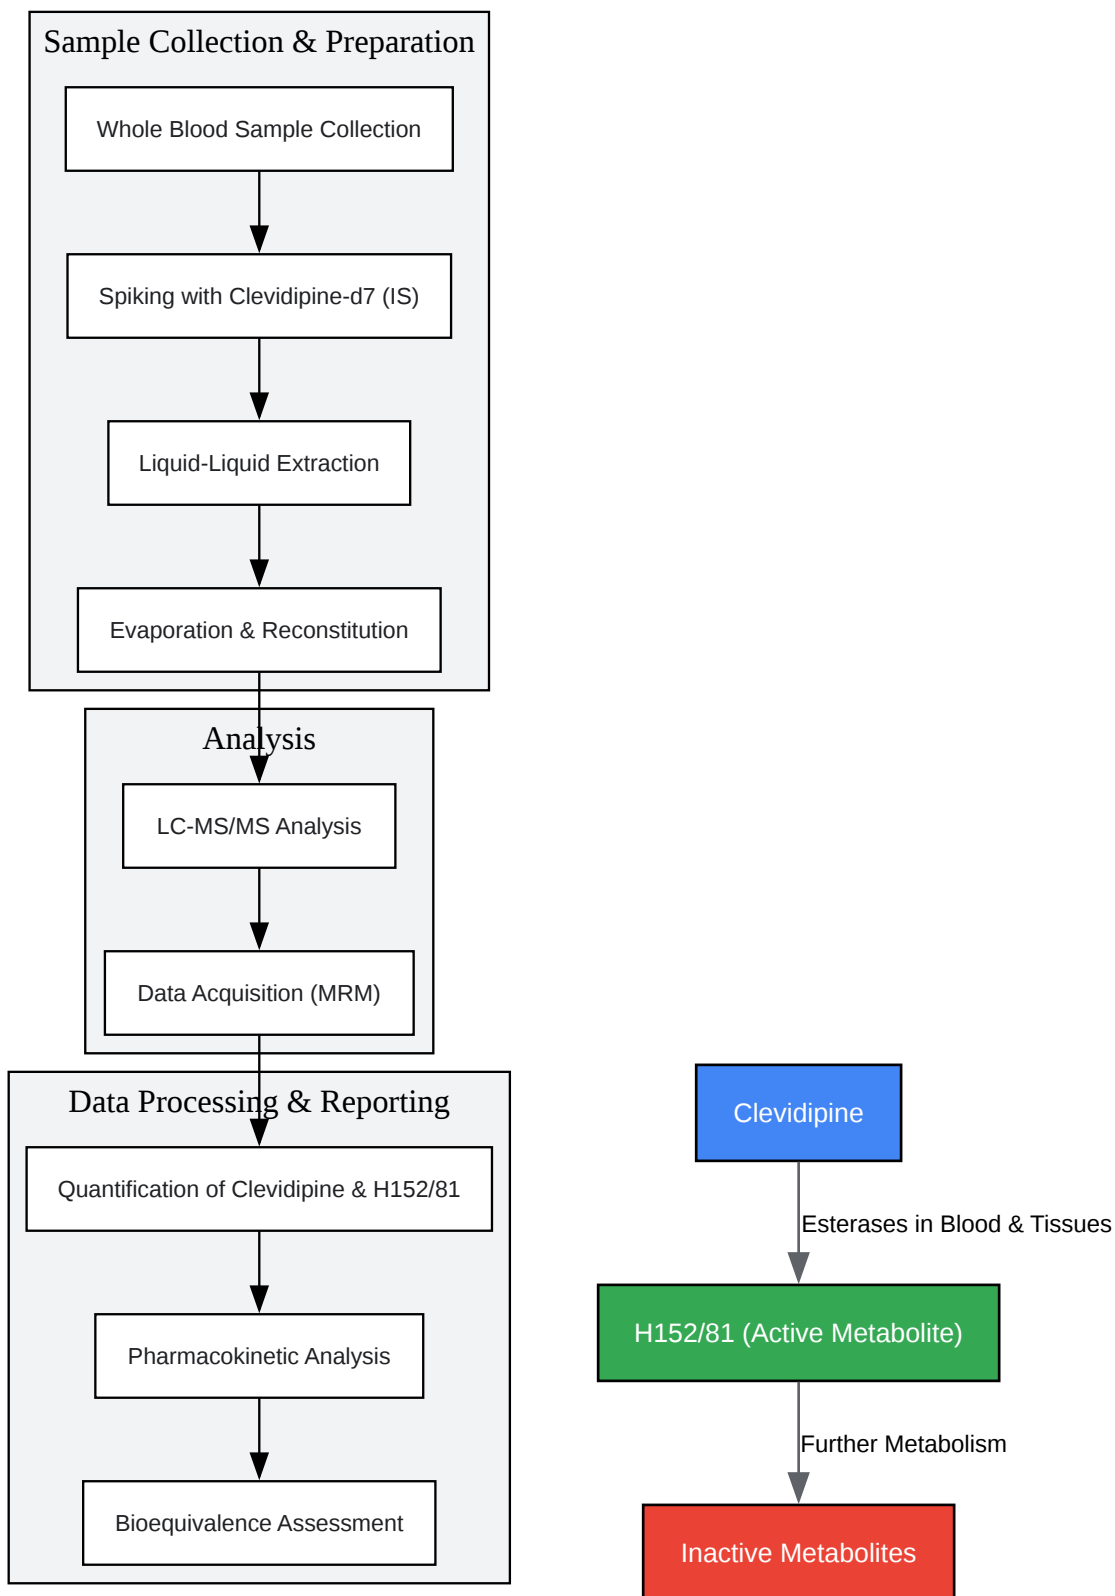 Sample Collection & Preparation
Whole Blood Sample Collection
Spiking with Clevidipine-d7 (IS)
Liquid-Liquid Extraction
Evaporation & Reconstitution
Analysis
LC-MS/MS Analysis
Data Acquisition (MRM)
Data Processing & Reporting
Quantification of Clevidipine & H152/81
Pharmacokinetic Analysis
Bioequivalence Assessment
Clevidipine
Esterases in Blood & Tissues
H152/81 (Active Metabolite)
Further Metabolism
Inactive Metabolites